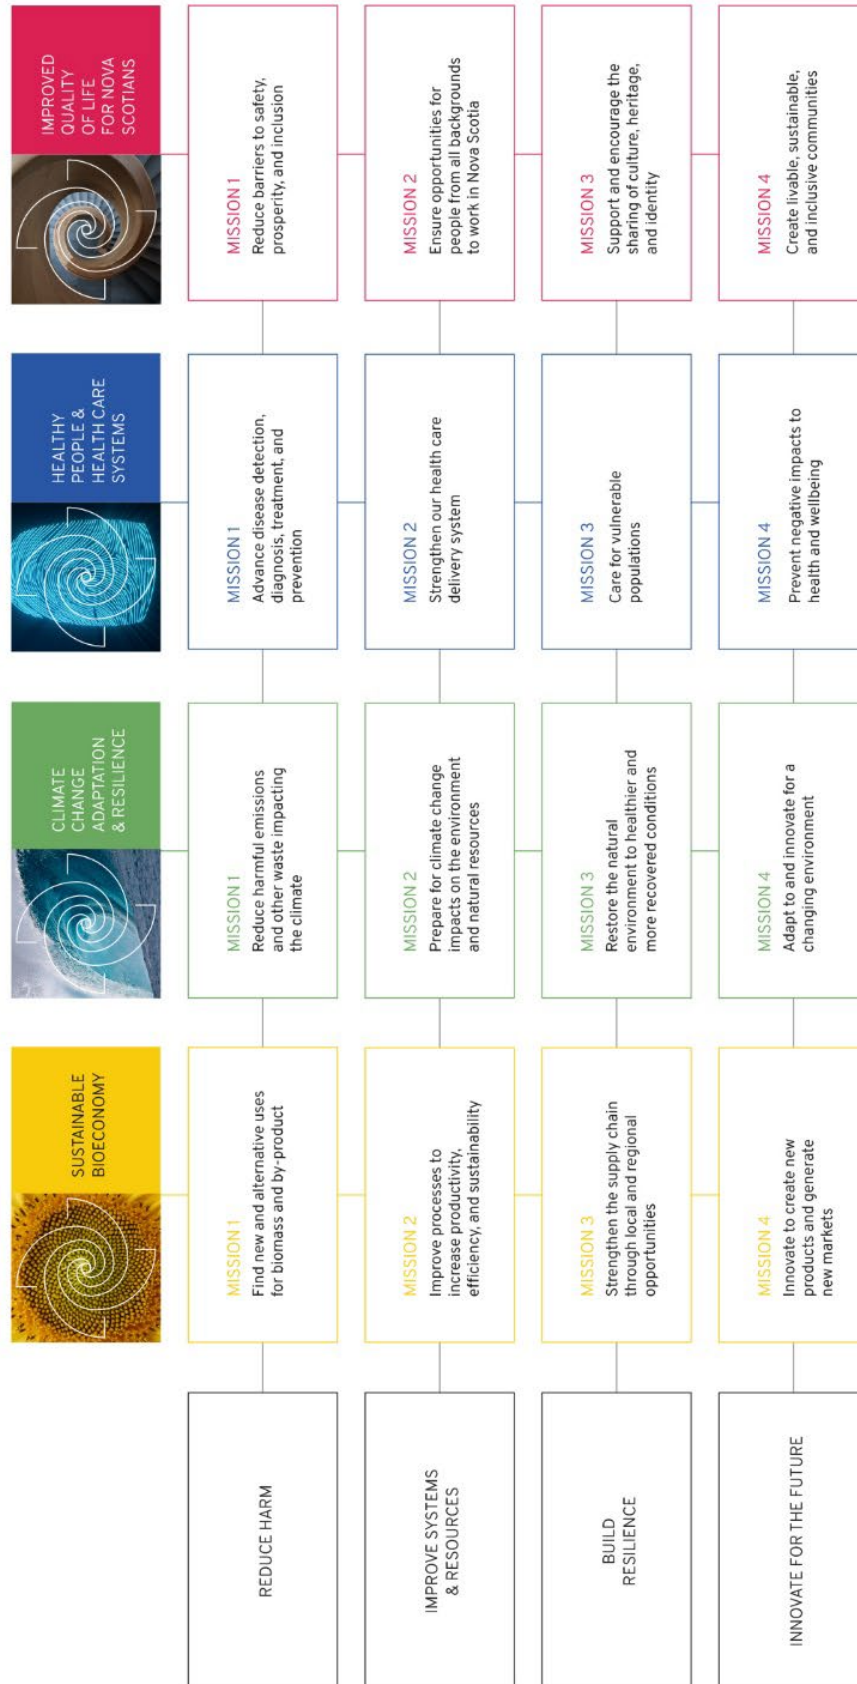 SUSTAINABLE
BIOECONOMY
CLIMATE
CHANGE
ADAPTATION
& RESILIENCE
HEALTHY
PEOPLE &
HEALTH CARE
SYSTEMS
IMPROVED
QUALITY
OF LIFE
FOR NOVA
SCOTIANS
REDUCE HARM
MISSION 1
Find new and alternative uses
for biomass and by-product
MISSION 1
Reduce harmful emissions
and other waste impacting
the climate
MISSION 1
Advance disease detection,
diagnosis, treatment, and
prevention
MISSION 1
Reduce barriers to safety,
prosperity, and inclusion
IMPROVE SYSTEMS
& RESOURCES
MISSION 2
Improve processes to
increase productivity,
efficiency, and sustainability
MISSION 2
Prepare for climate change
impacts on the environment
and natural resources
MISSION 2
Strengthen our health care
delivery system
MISSION 2
Ensure opportunities for
people from all backgrounds
to work in Nova Scotia
BUILD
RESILIENCE
MISSION 3
Strengthen the supply chain
through local and regional
opportunities
MISSION 3
Restore the natural
environment to healthier and
more recovered conditions
MISSION 3
Care for vulnerable
populations
MISSION 3
Support and encourage the
sharing of culture, heritage,
and identity
INNOVATE FOR THE FUTURE
MISSION 4
Innovate to create new
products and generate
new markets
MISSION 4
Adapt to and innovate for a
changing environment
MISSION 4
Prevent negative impacts to
health and wellbeing
MISSION 4
Create livable, sustainable,
and inclusive communities